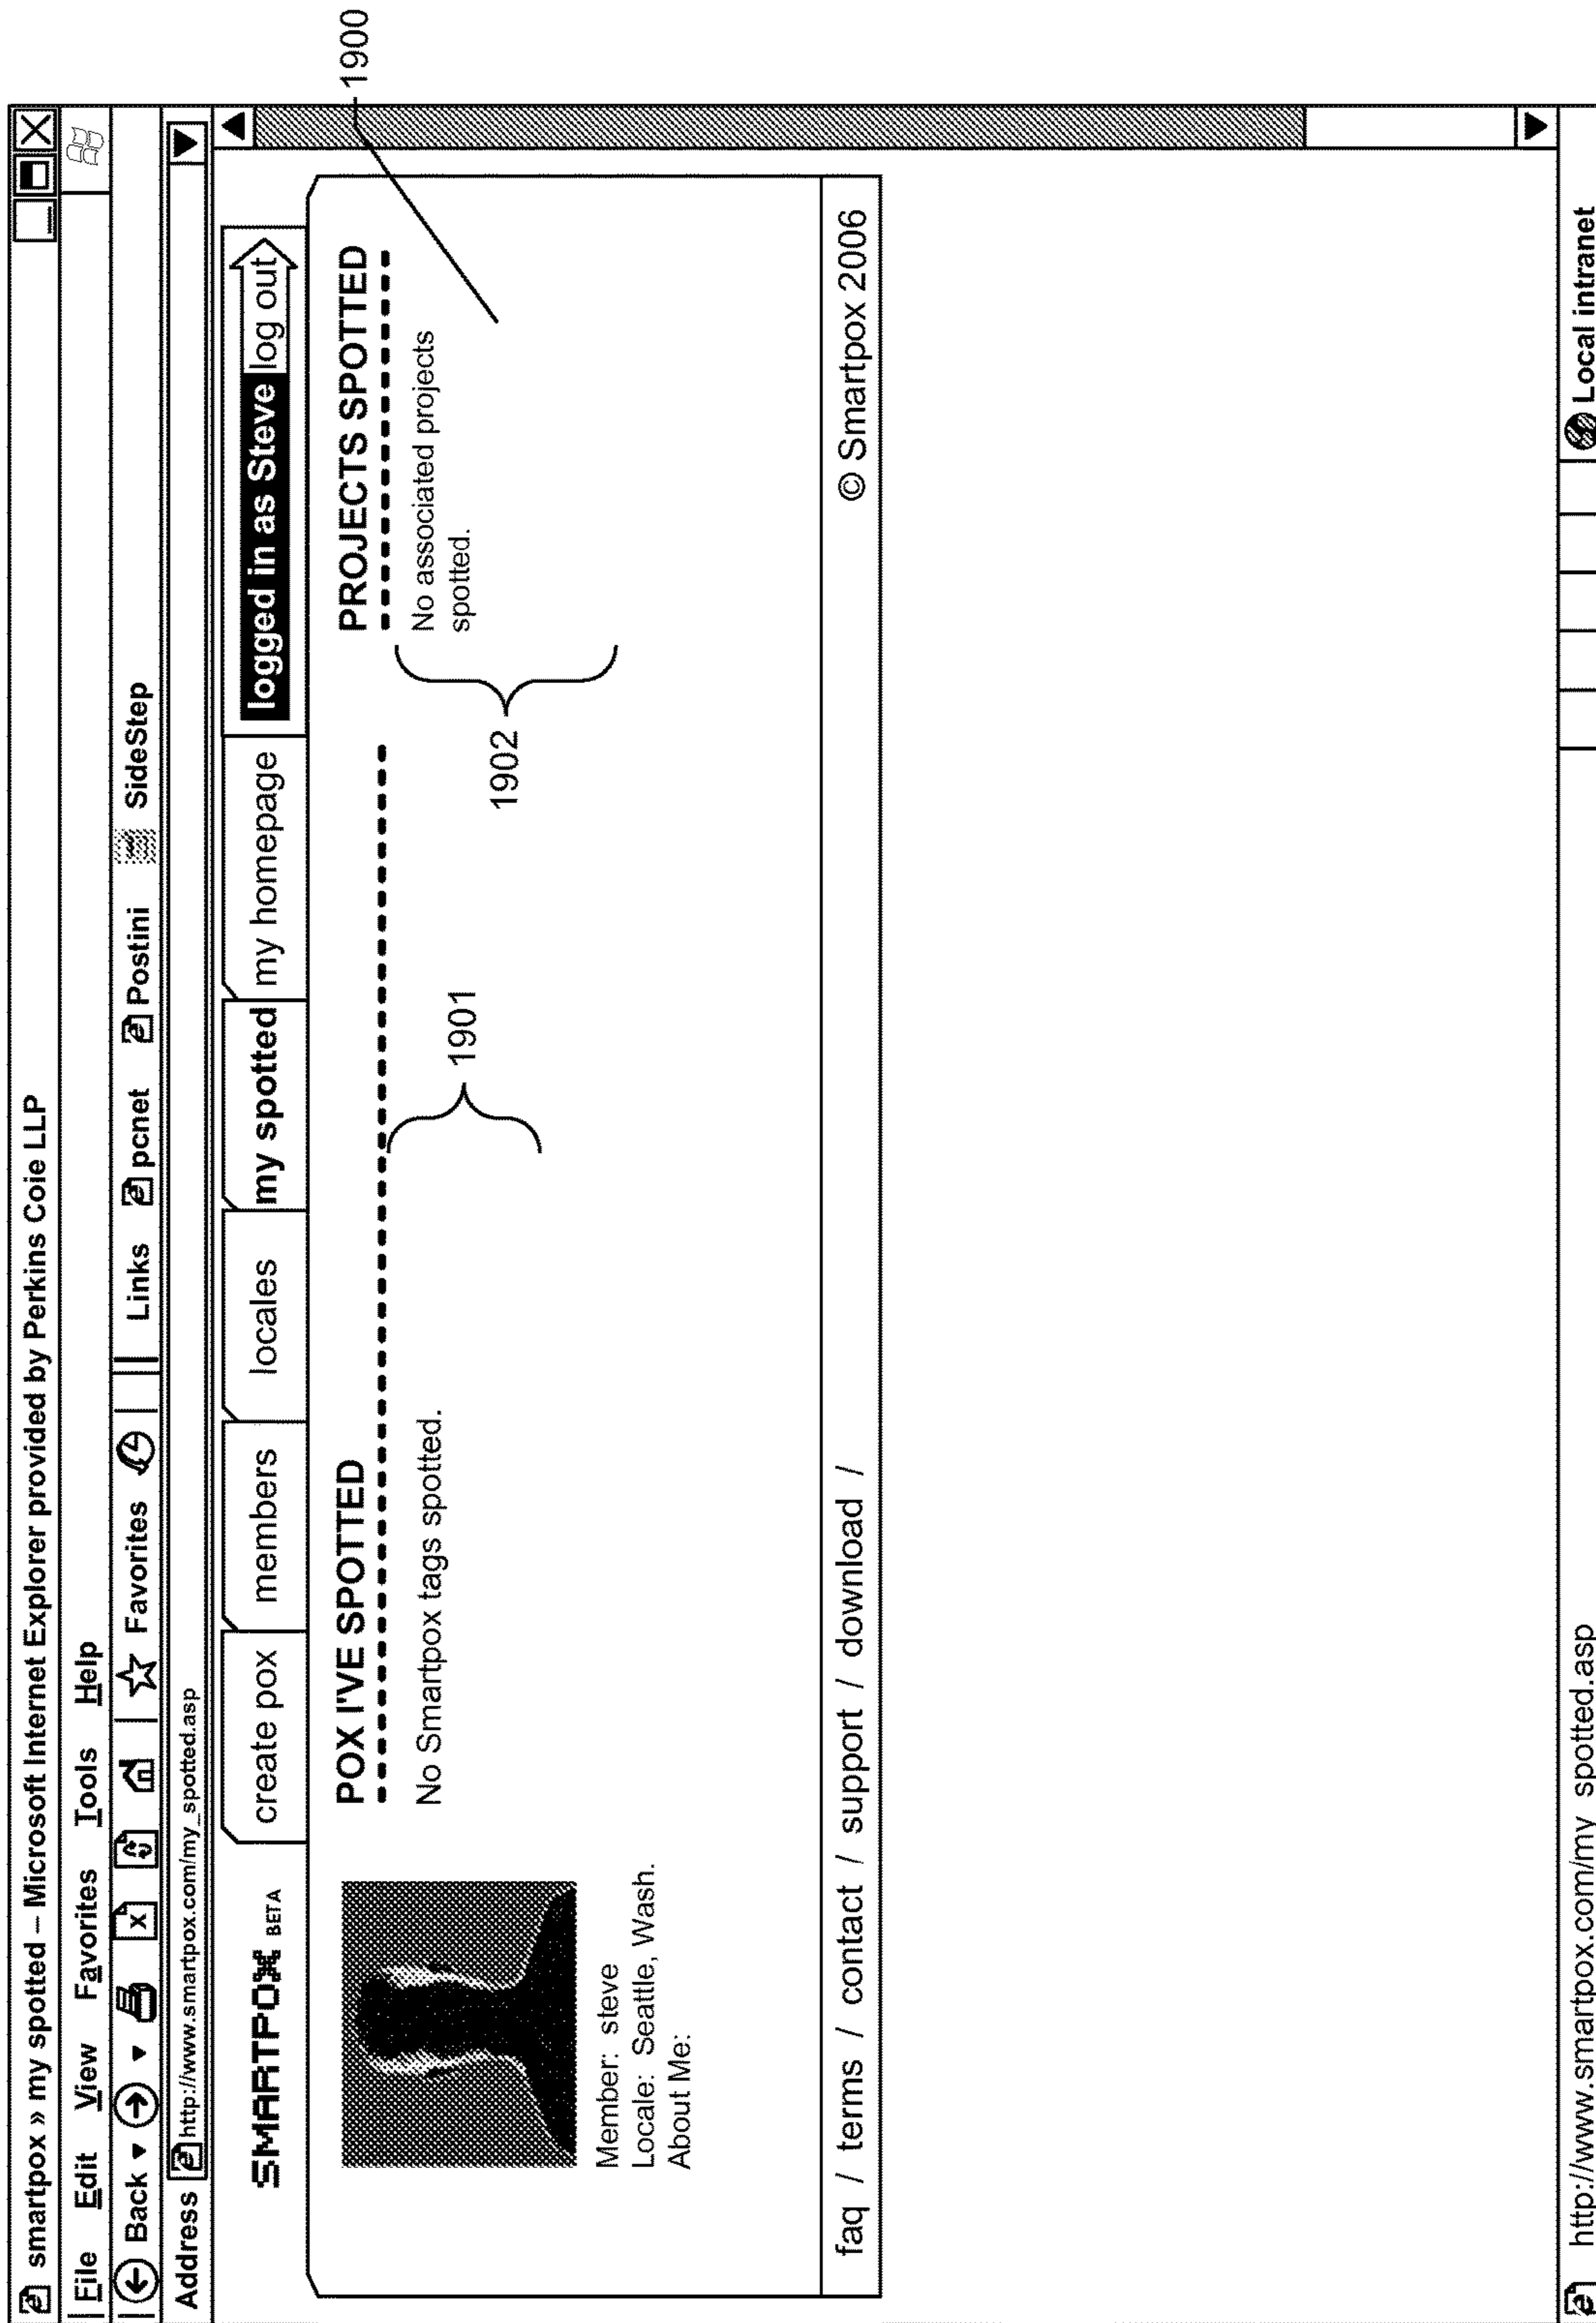 smartpox » my spotted – Microsoft Internet Explorer provided by Perkins Coie LLP
File Edit View Favorites Tools Help
Back Favorites Links pcnet Postini SideStep
Address http://www.smartpox.com/my_spotted.asp
SMARTPOX BETA create pox members locales my spotted my homepage logged in as Steve log out
1900
POX I'VE SPOTTED
No Smartpox tags spotted.
1901
PROJECTS SPOTTED
No associated projects
spotted.
1902
Member: steve
Locale: Seattle, Wash.
About Me:
faq / terms / contact / support / download /
© Smartpox 2006
http://www.smartpox.com/my_spotted.asp Local intranet